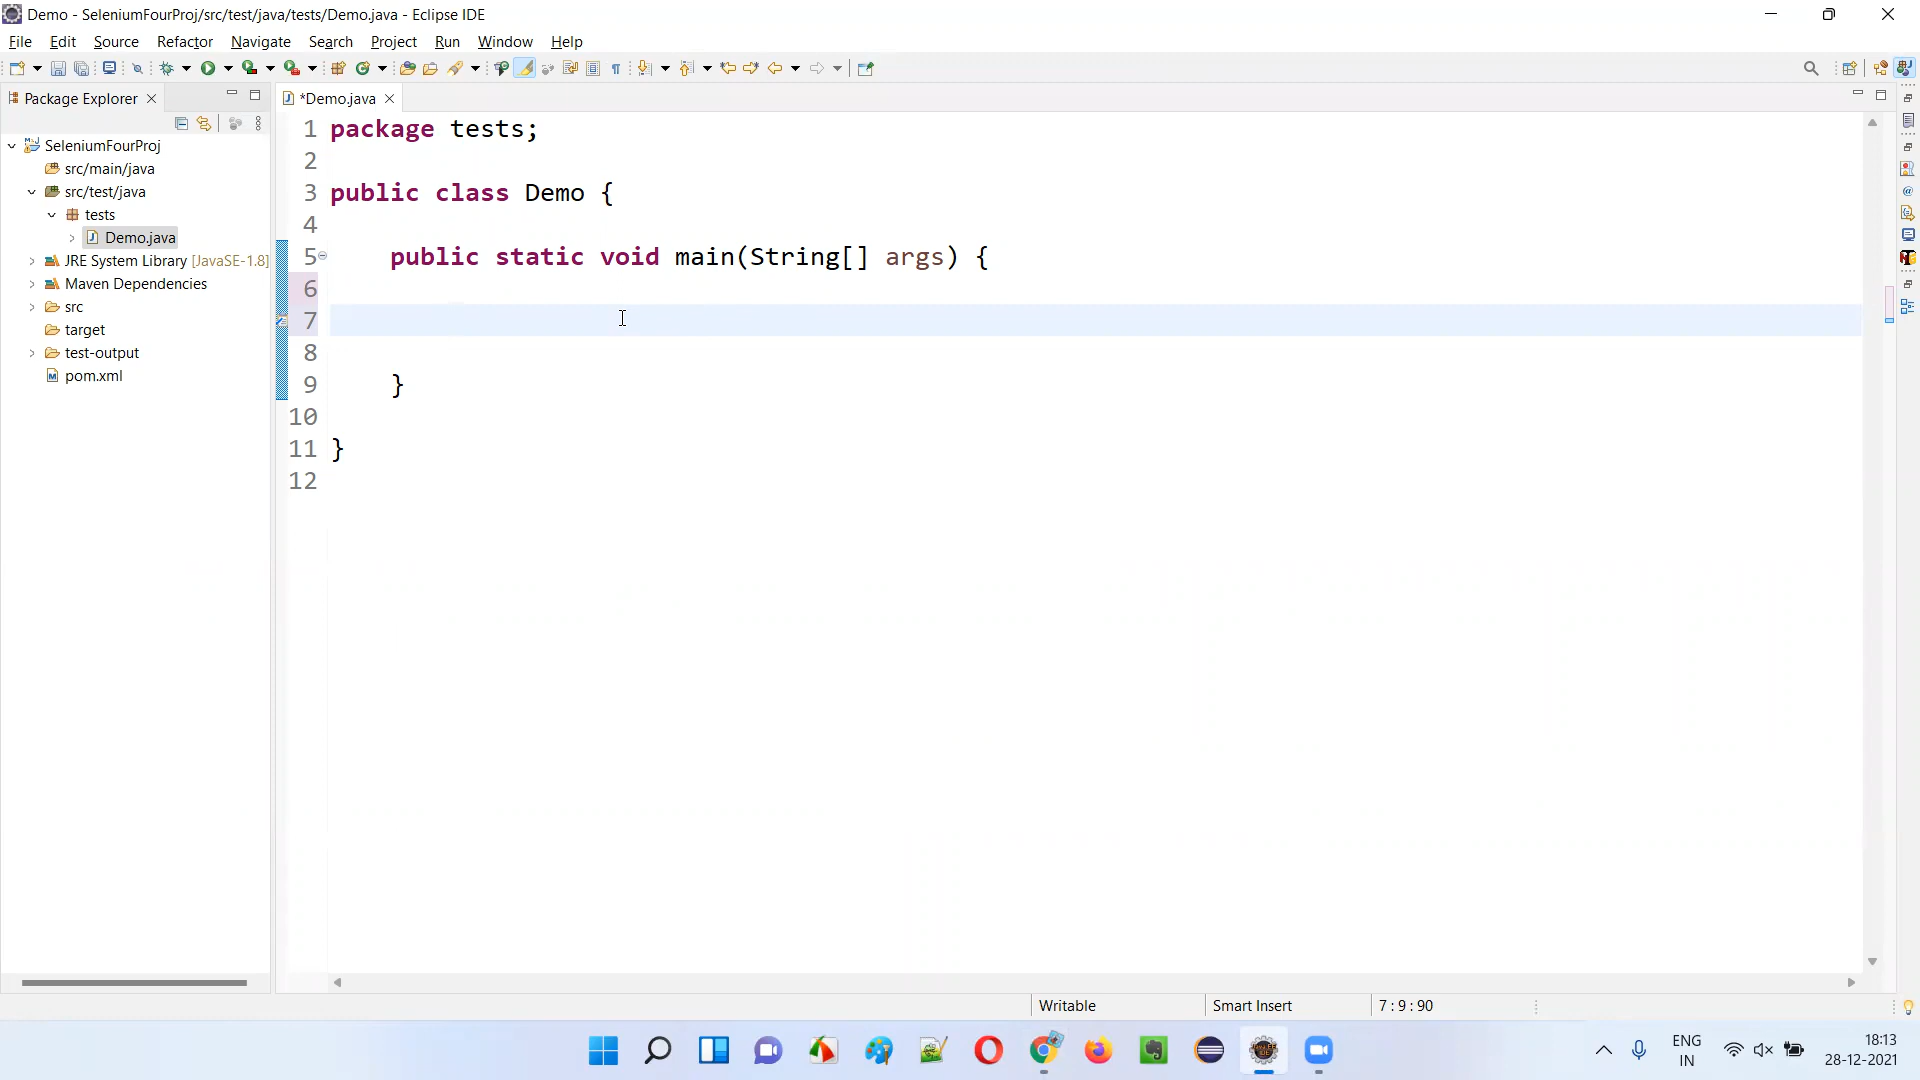 Demo - SeleniumFourProj/src/test/java/tests/Demo.java - Eclipse IDE
File Edit Source Refactor Navigate Search Project Run Window Help
Package Explorer
*Demo.java
SeleniumFourProj
src/main/java
src/test/java
tests
Demo.java
JRE System Library [JavaSE-1.8]
Maven Dependencies
src
target
test-output
pom.xml
1 package tests;
2
3 public class Demo {
4
5 public static void main(String[] args) {
6
7
8
9 }
10
11 }
12
Writable Smart Insert 7 : 9 : 90
ENG
IN
18:13
28-12-2021